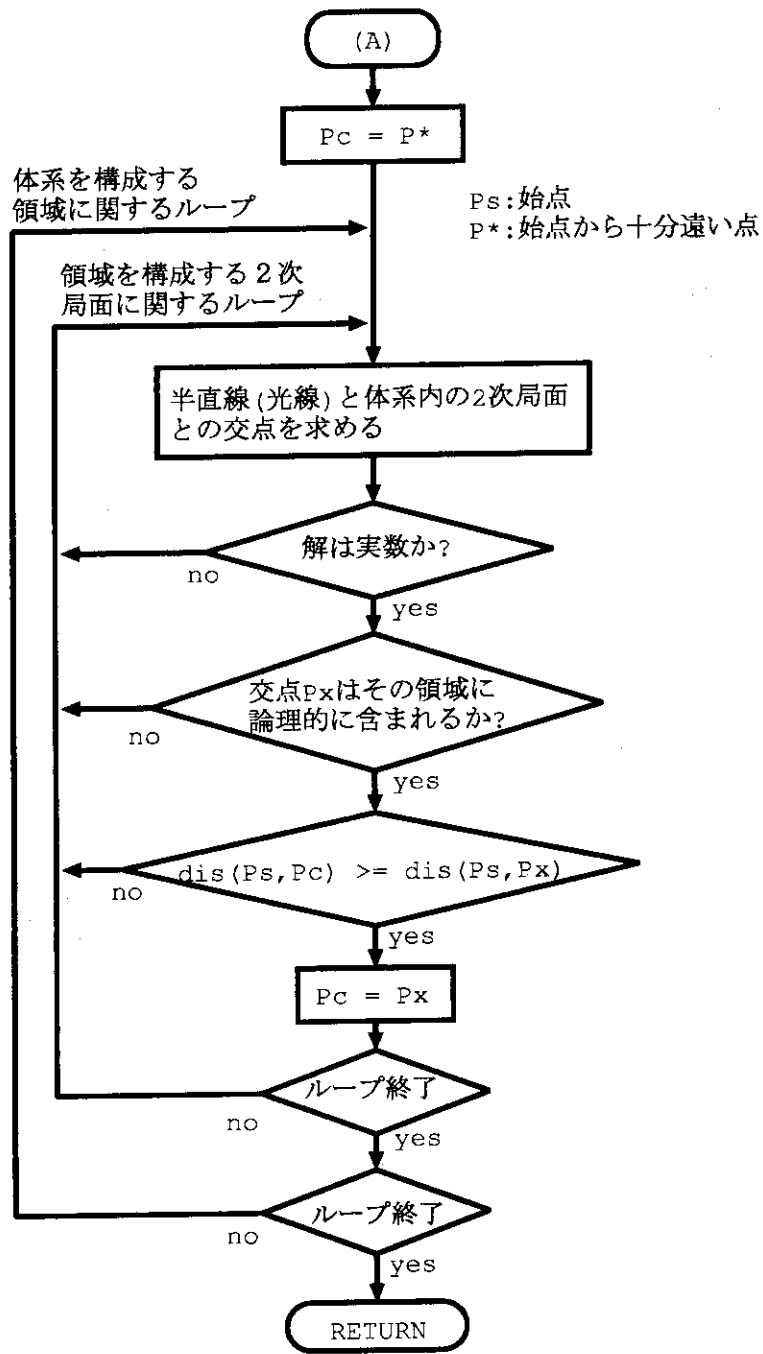 (A)
Pc = P*
体系を構成する
領域に関するループ
Ps:始点
P*:始点から十分遠い点
領域を構成する2次
局面に関するループ
半直線(光線)と体系内の2次局面
との交点を求める
解は実数か?
no
yes
交点Pxはその領域に
論理的に含まれるか?
no
yes
dis(Ps,Pc) >= dis(Ps,Px)
no
yes
Pc = Px
ループ終了
no
yes
ループ終了
no
yes
RETURN